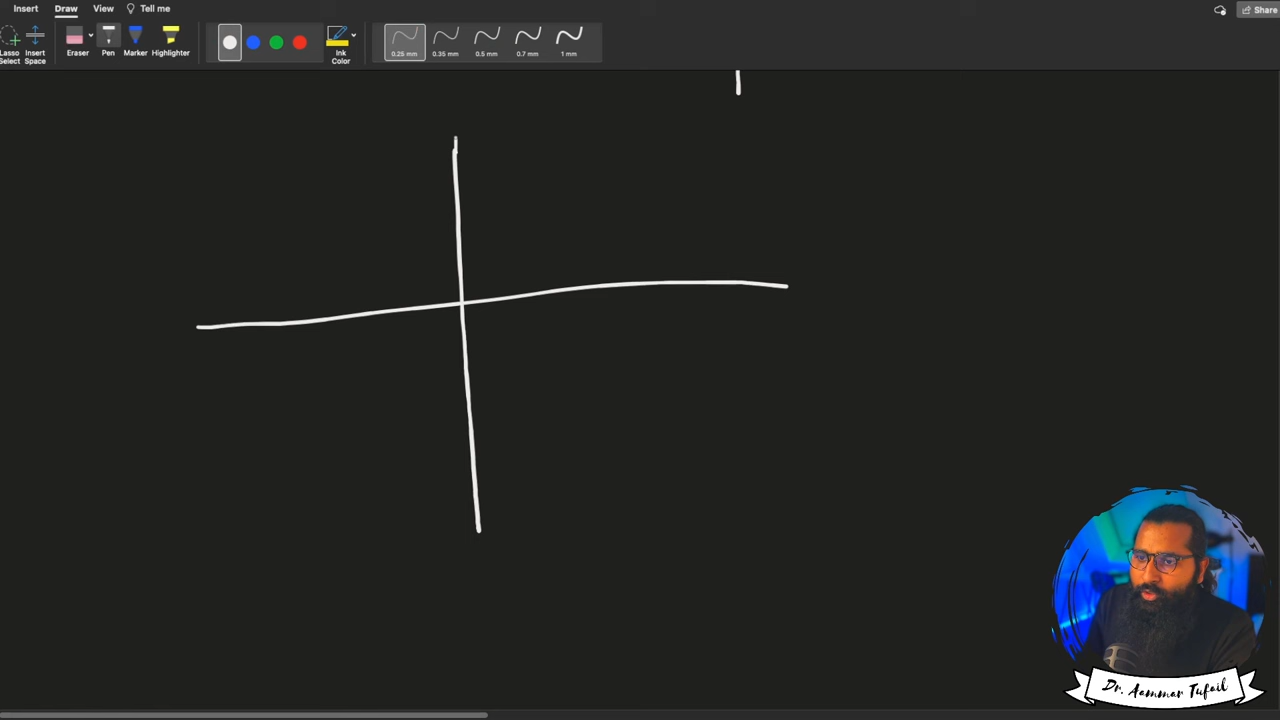 Insert Draw View Tell me
Share
Lasso Select
Insert Space
Eraser
Pen
Marker
Highlighter
Ink Color
0.25 mm
0.35 mm
0.5 mm
0.7 mm
1 mm
Dr. Aammar Tufail